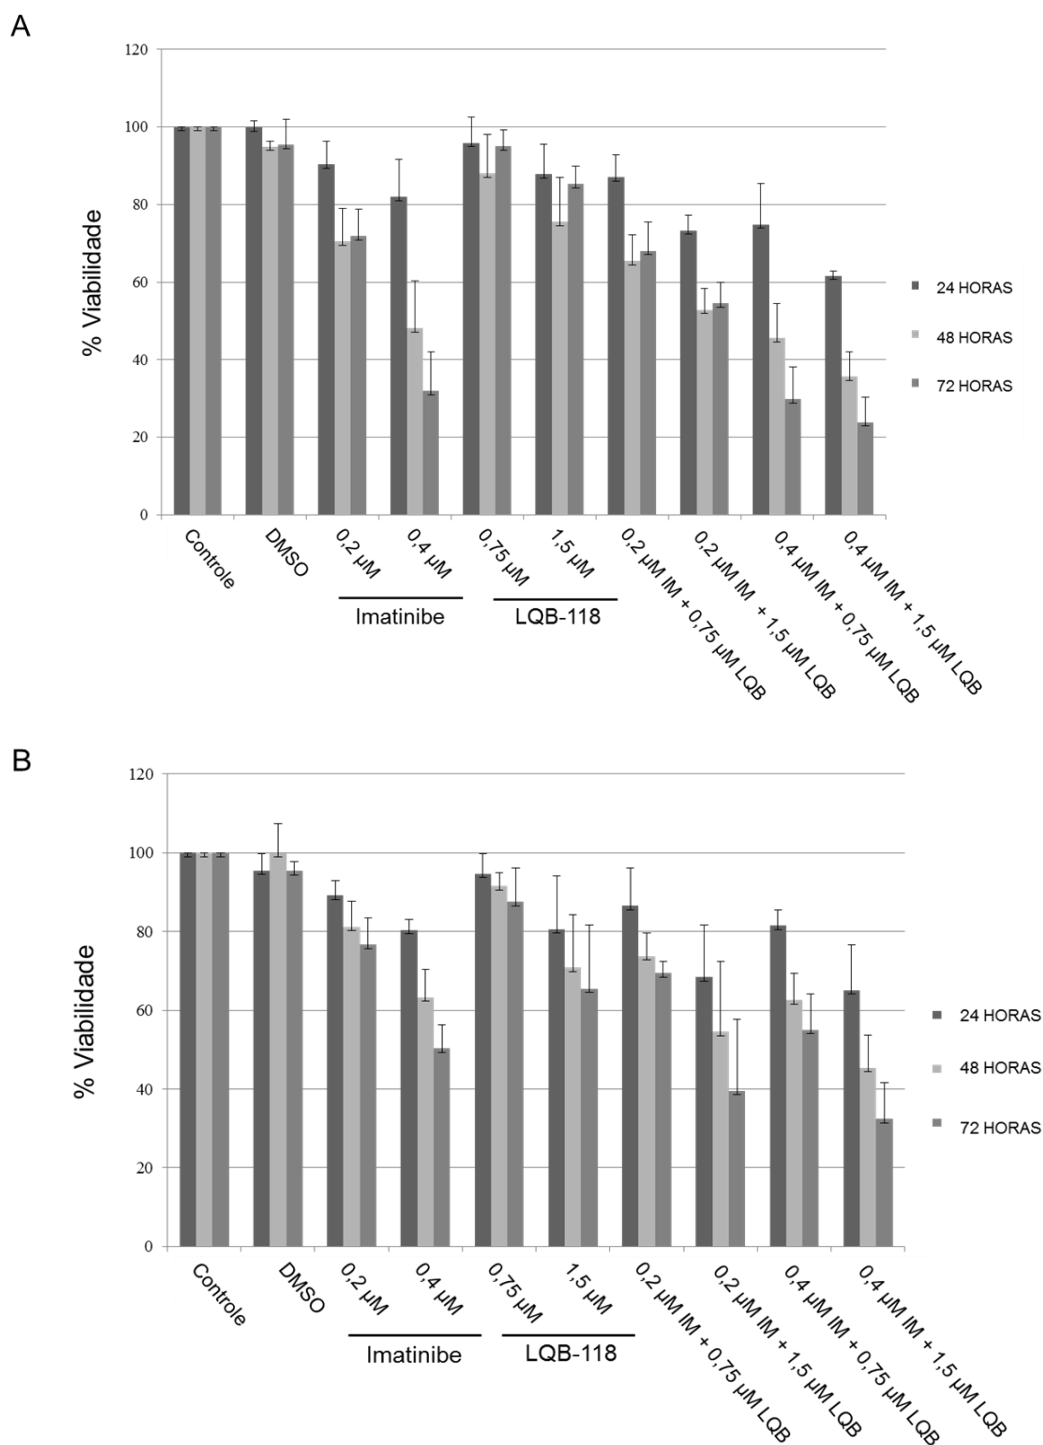 A
120
100
80
60
40
20
0
% Viabilidade
24 HORAS
48 HORAS
72 HORAS
Controle
DMSO
0,2 µM
0,4 µM
0,75 µM
1,5 µM
0,2 µM IM + 0,75 µM LQB
0,2 µM IM + 1,5 µM LQB
0,4 µM IM + 0,75 µM LQB
0,4 µM IM + 1,5 µM LQB
Imatinibe
LQB-118
B
120
100
80
60
40
20
0
% Viabilidade
24 HORAS
48 HORAS
72 HORAS
Controle
DMSO
0,2 µM
0,4 µM
0,75 µM
1,5 µM
0,2 µM IM + 0,75 µM LQB
0,2 µM IM + 1,5 µM LQB
0,4 µM IM + 0,75 µM LQB
0,4 µM IM + 1,5 µM LQB
Imatinibe
LQB-118